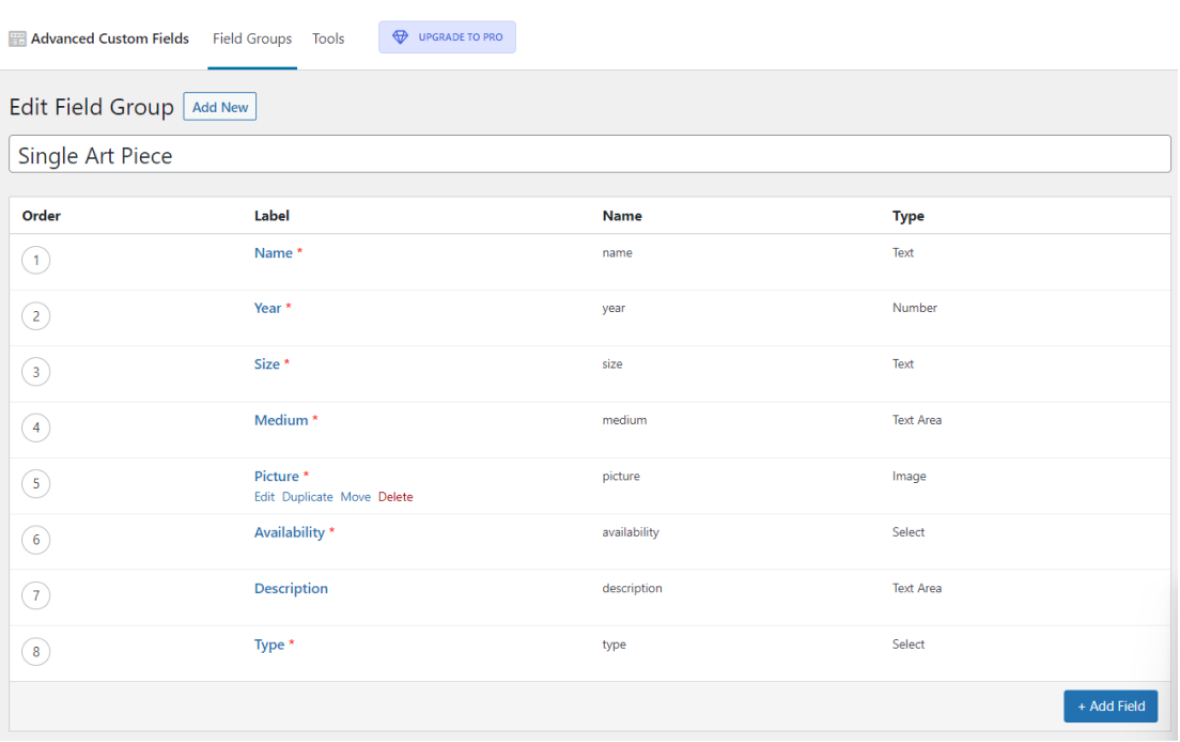 Advanced Custom Fields Field Groups Tools UPGRADE TO PRO
Edit Field Group Add New
Single Art Piece
Order Label Name Type
1 Name * name Text
2 Year * year Number
3 Size * size Text
4 Medium * medium Text Area
5 Picture * picture Image
Edit Duplicate Move Delete
6 Availability * availability Select
7 Description description Text Area
8 Type * type Select
+ Add Field